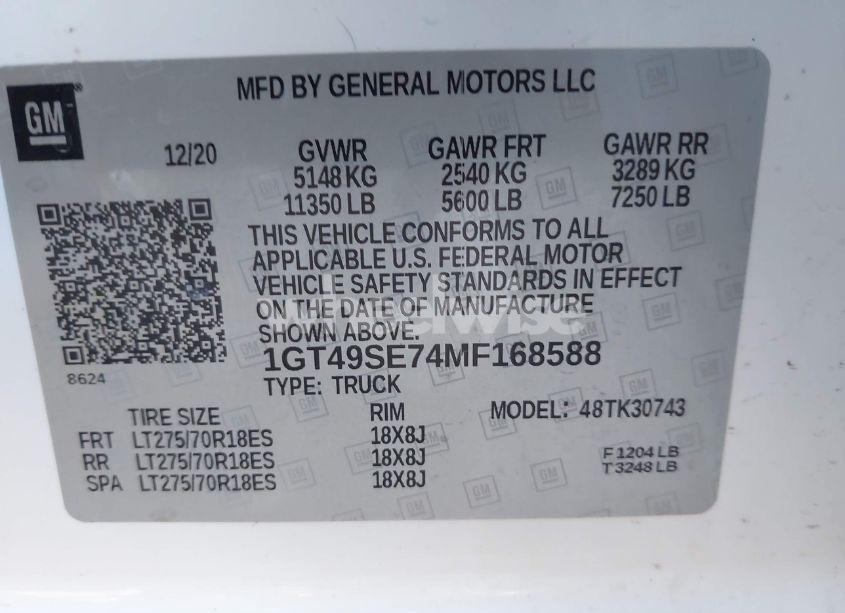 MFD BY GENERAL MOTORS LLC
GM
12/20 GVWR GAWR FRT GAWR RR
5148 KG 2540 KG 3289 KG
11350 LB 5600 LB 7250 LB
THIS VEHICLE CONFORMS TO ALL
APPLICABLE U.S. FEDERAL MOTOR
VEHICLE SAFETY STANDARDS IN EFFECT
ON THE DATE OF MANUFACTURE
SHOWN ABOVE.
1GT49SE74MF168588
8624
TYPE: TRUCK
TIRE SIZE RIM MODEL: 48TK30743
FRT LT275/70R18ES 18X8J
RR LT275/70R18ES 18X8J F1204 LB
SPA LT275/70R18ES 18X8J T3248 LB